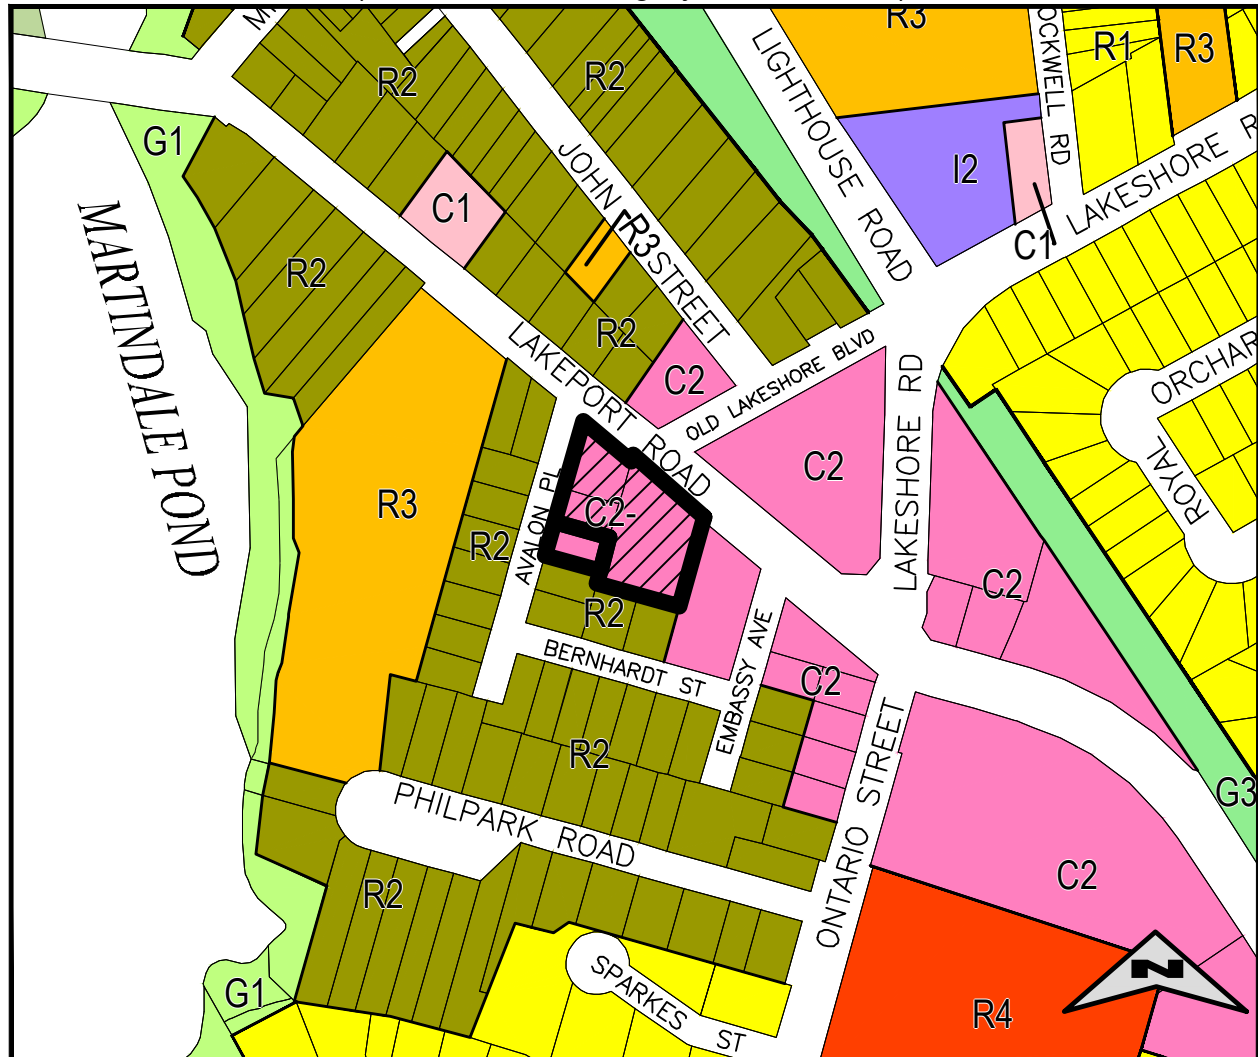 R3
R1
R3
OCKWELL RD
LIGHTHOUSE ROAD
R2
R2
G1
I2
C1
LAKESHORE R
C1
JOHN STREET
R3
R2
MARTINDALE POND
R2
LAKEPORT ROAD
C2
OLD LAKESHORE BLVD
ORCHAR
ROYAL
C2
LAKESHORE RD
R3
C2-
AVALON PL
R2
C2
R2
BERNHARDT ST
EMBASSY AVE
C2
R2
ONTARIO STREET
G3
PHILPARK ROAD
C2
R2
SPARKES ST
G1
R4
N